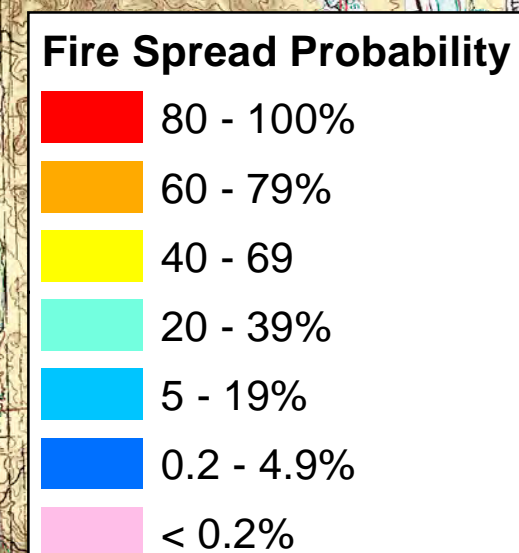 Fire Spread Probability
80 - 100%
60 - 79%
40 - 69
20 - 39%
5 - 19%
0.2 - 4.9%
< 0.2%